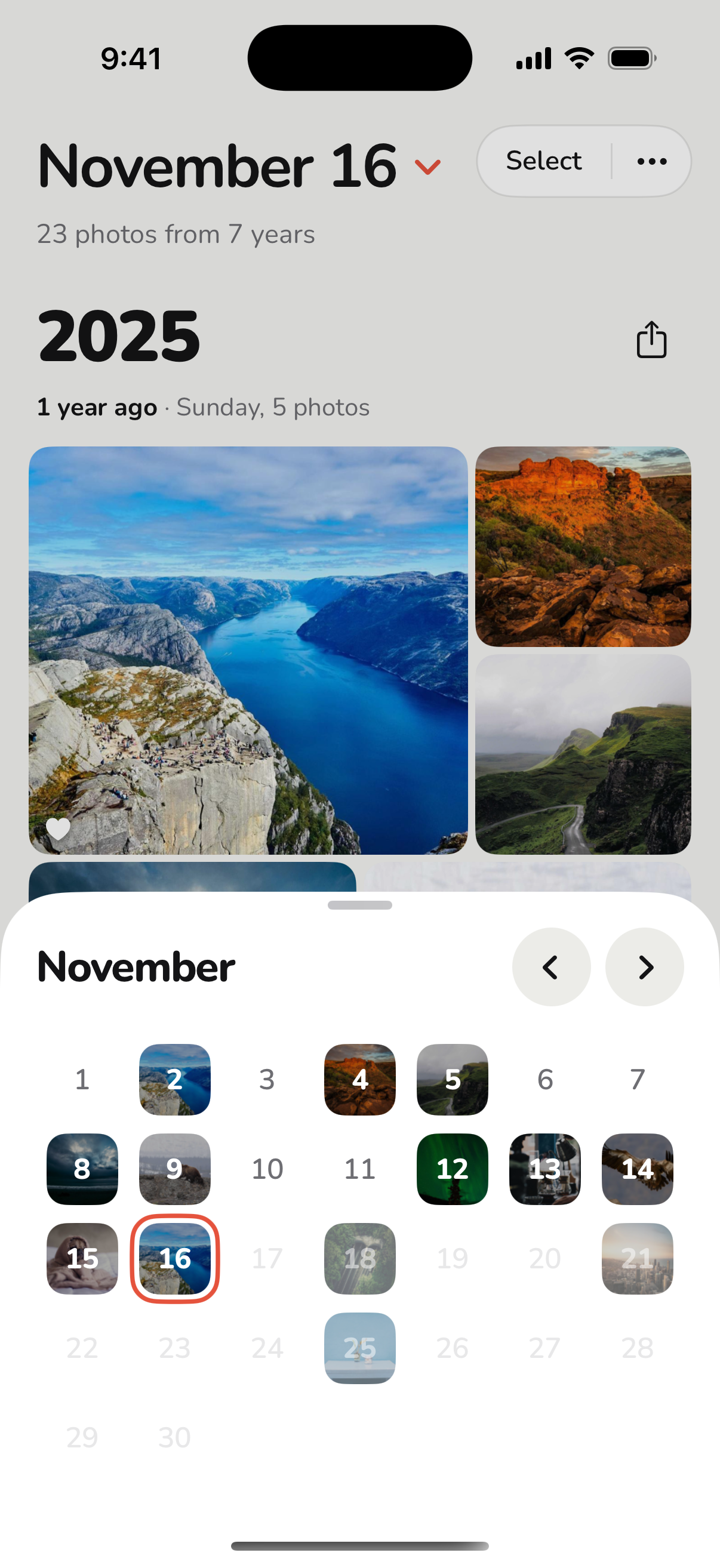 9:41
November 16
Select
23 photos from 7 years
2025
1 year ago · Sunday, 5 photos
November
1 2 3 4 5 6 7
8 9 10 11 12 13 14
15 16 17 18 19 20 21
22 23 24 25 26 27 28
29 30